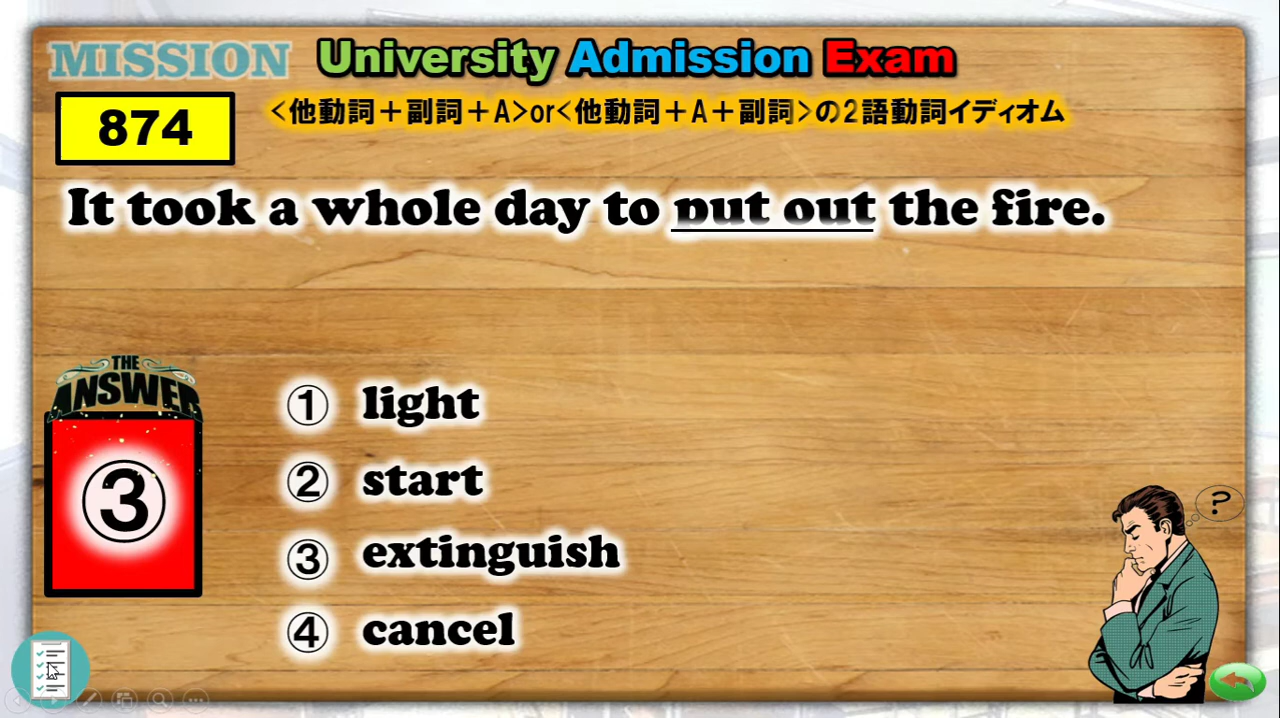 MISSION University Admission Exam
874
<他動詞＋副詞＋A>or<他動詞＋A＋副詞>の2語動詞イディオム
It took a whole day to put out the fire.
THE
ANSWER
③
① light
② start
③ extinguish
④ cancel
?